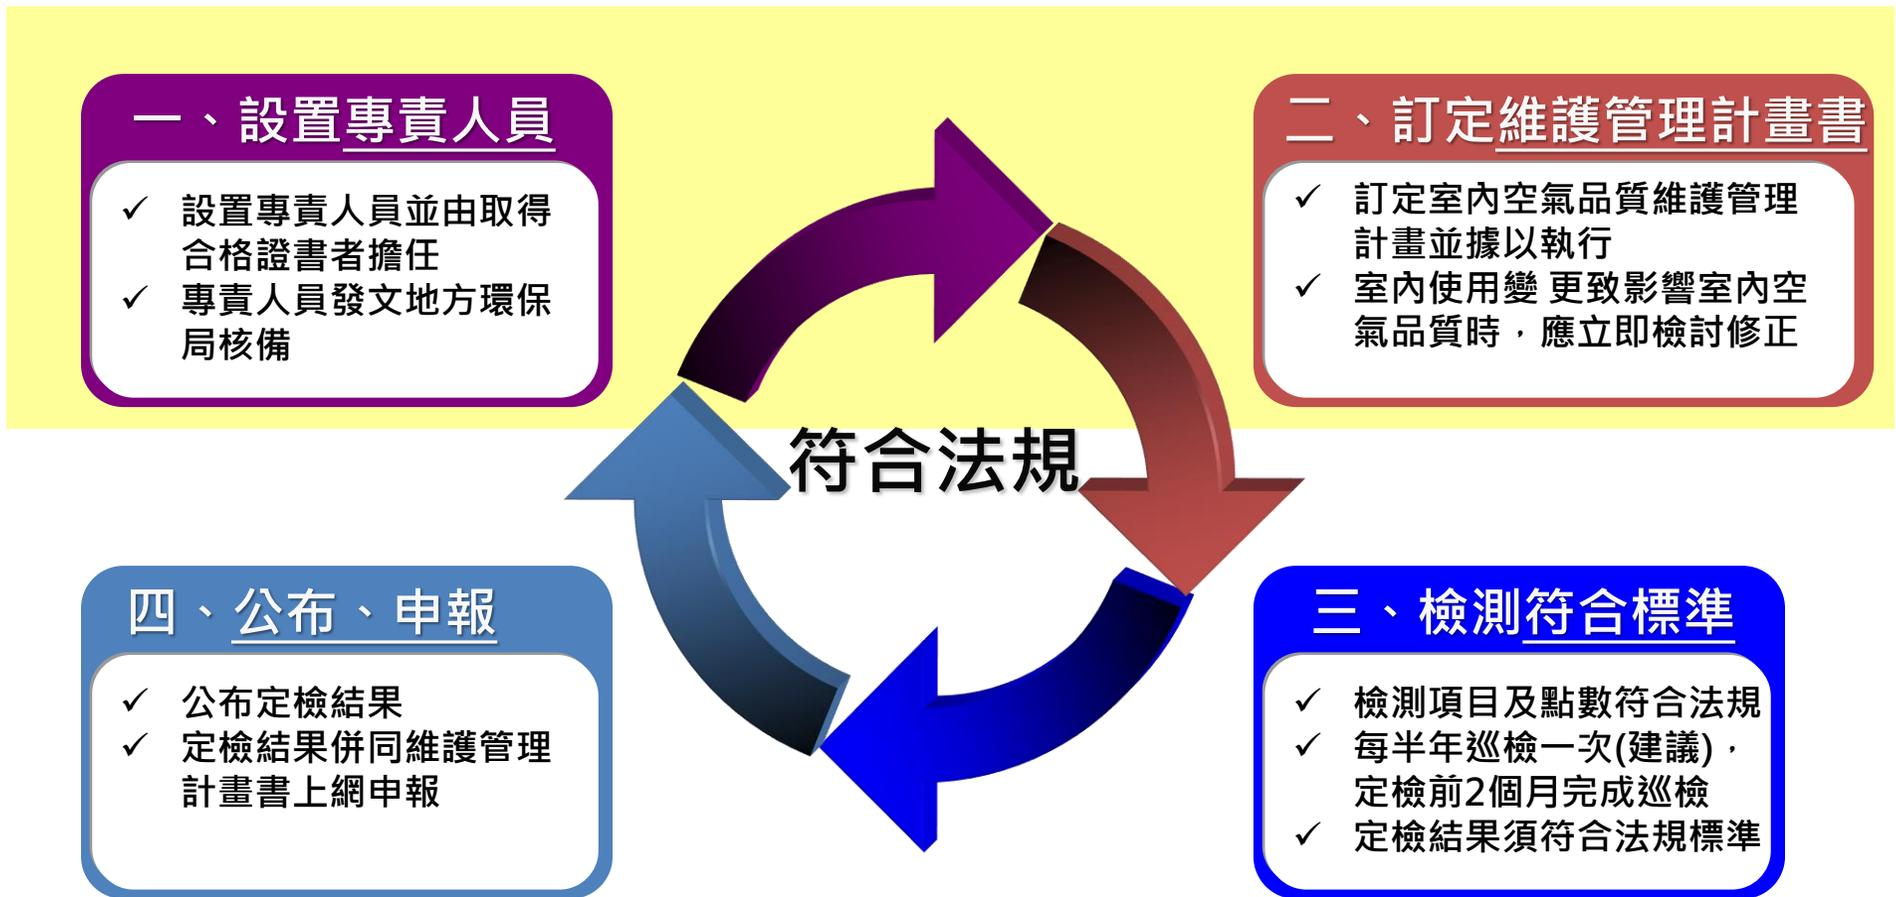 一、設置專責人員
✓ 設置專責人員並由取得
合格證書者擔任
✓ 專責人員發文地方環保
局核備
二、訂定維護管理計畫書
✓ 訂定室內空氣品質維護管理
計畫並據以執行
✓ 室內使用變 更致影響室內空
氣品質時，應立即檢討修正
符合法規
三、檢測符合標準
✓ 檢測項目及點數符合法規
✓ 每半年巡檢一次(建議)，
定檢前2個月完成巡檢
✓ 定檢結果須符合法規標準
四、公布、申報
✓ 公布定檢結果
✓ 定檢結果併同維護管理
計畫書上網申報